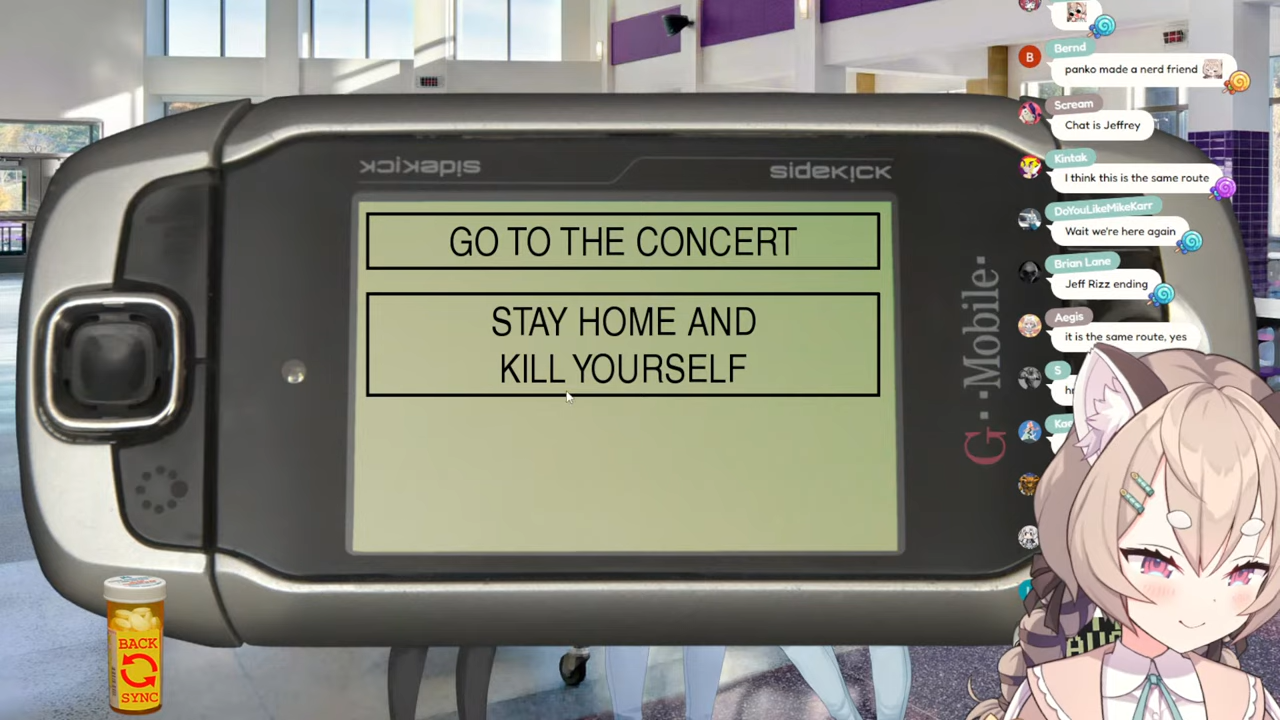 Bernd
panko made a nerd friend
B
Scream
Chat is Jeffrey
Kintak
I think this is the same route
DoYouLikeMikeKarr
Wait we're here again
Brian Lane
Jeff Rizz ending
Aegis
it is the same route, yes
S
sidekick
sidekick
GO TO THE CONCERT
STAY HOME AND
KILL YOURSELF
G··Mobile·
BACK
SYNC